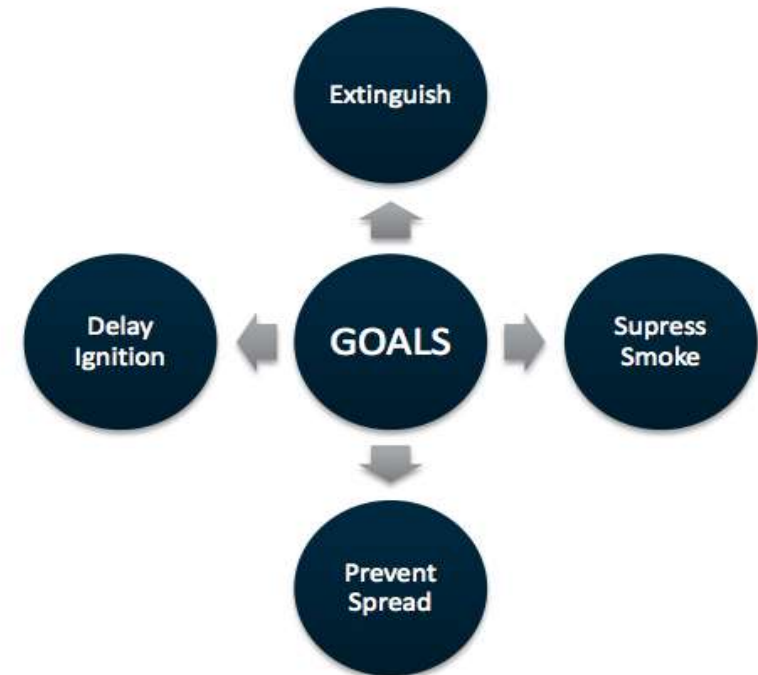 Extinguish
Delay
Ignition
GOALS
Supress
Smoke
Prevent
Spread